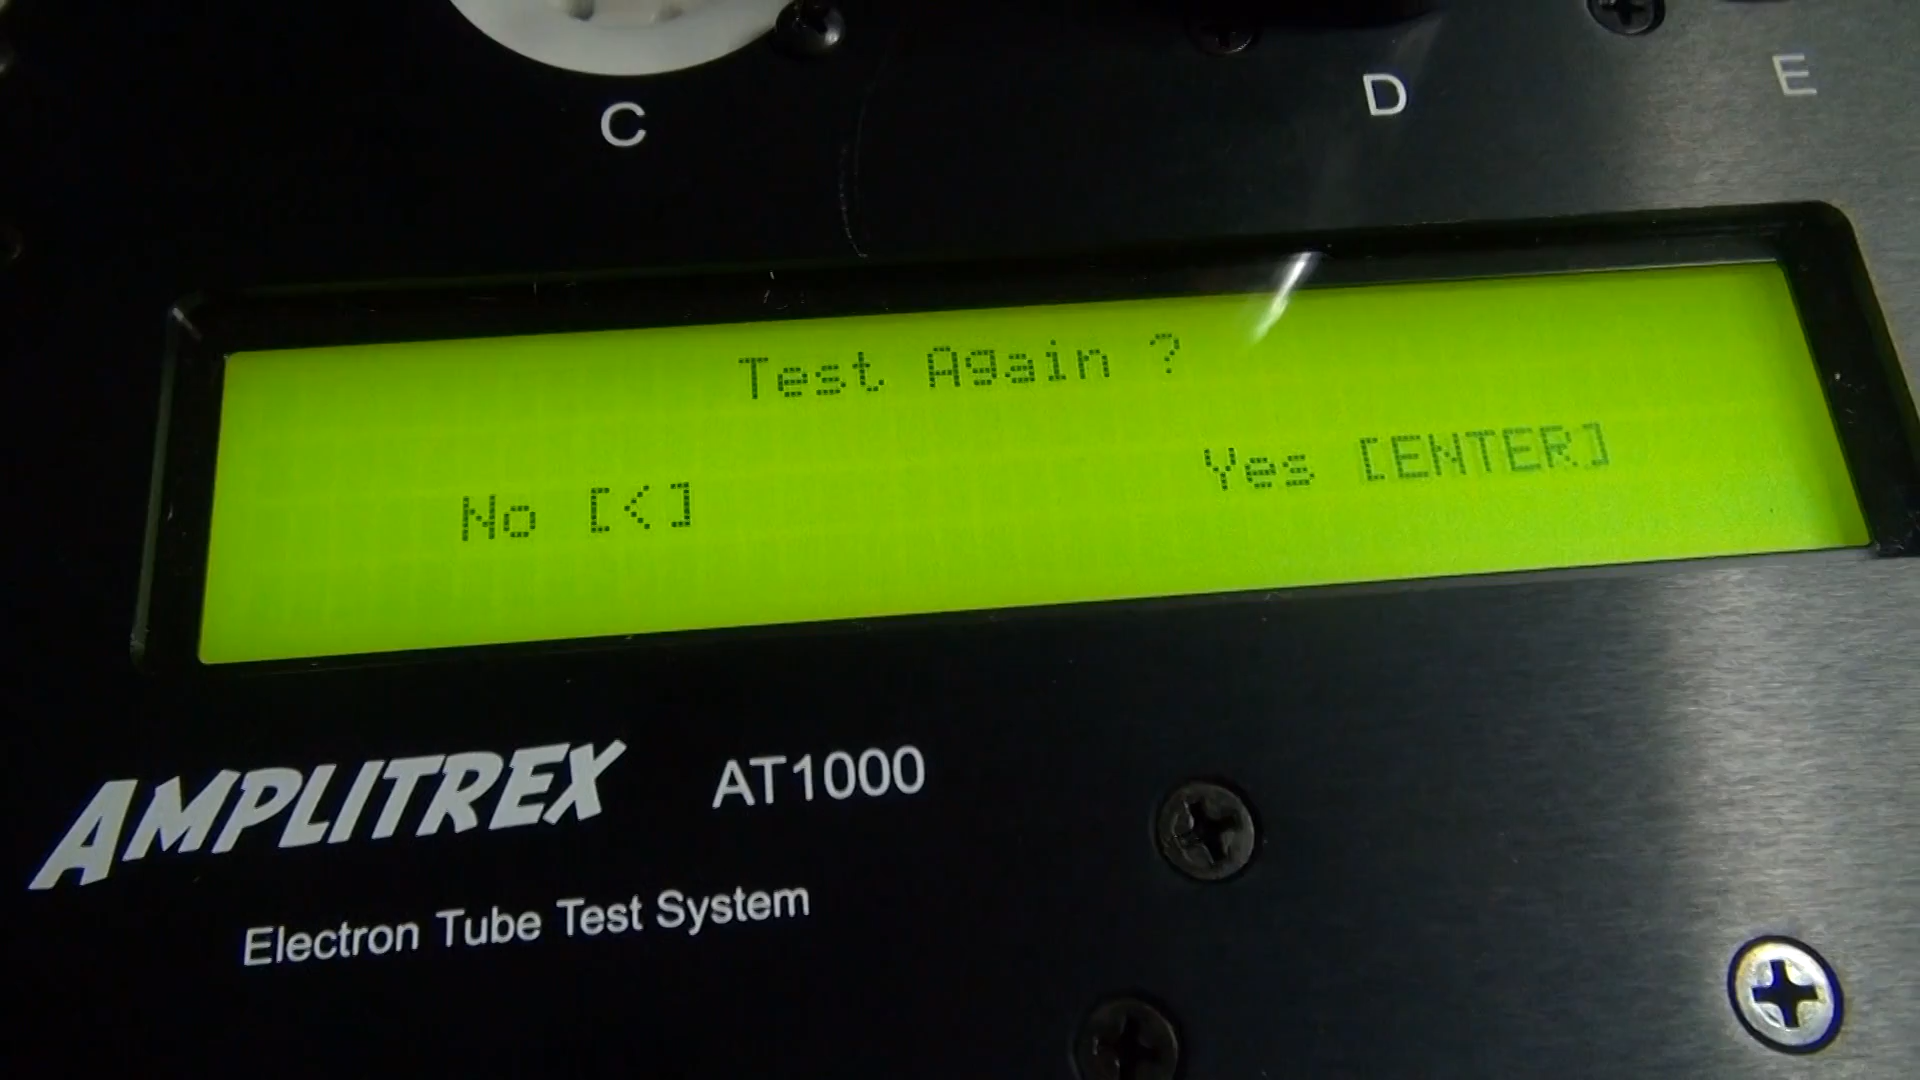 C
D
E
Test Again ?
No [<] Yes [ENTER]
AMPLITREX AT1000
Electron Tube Test System